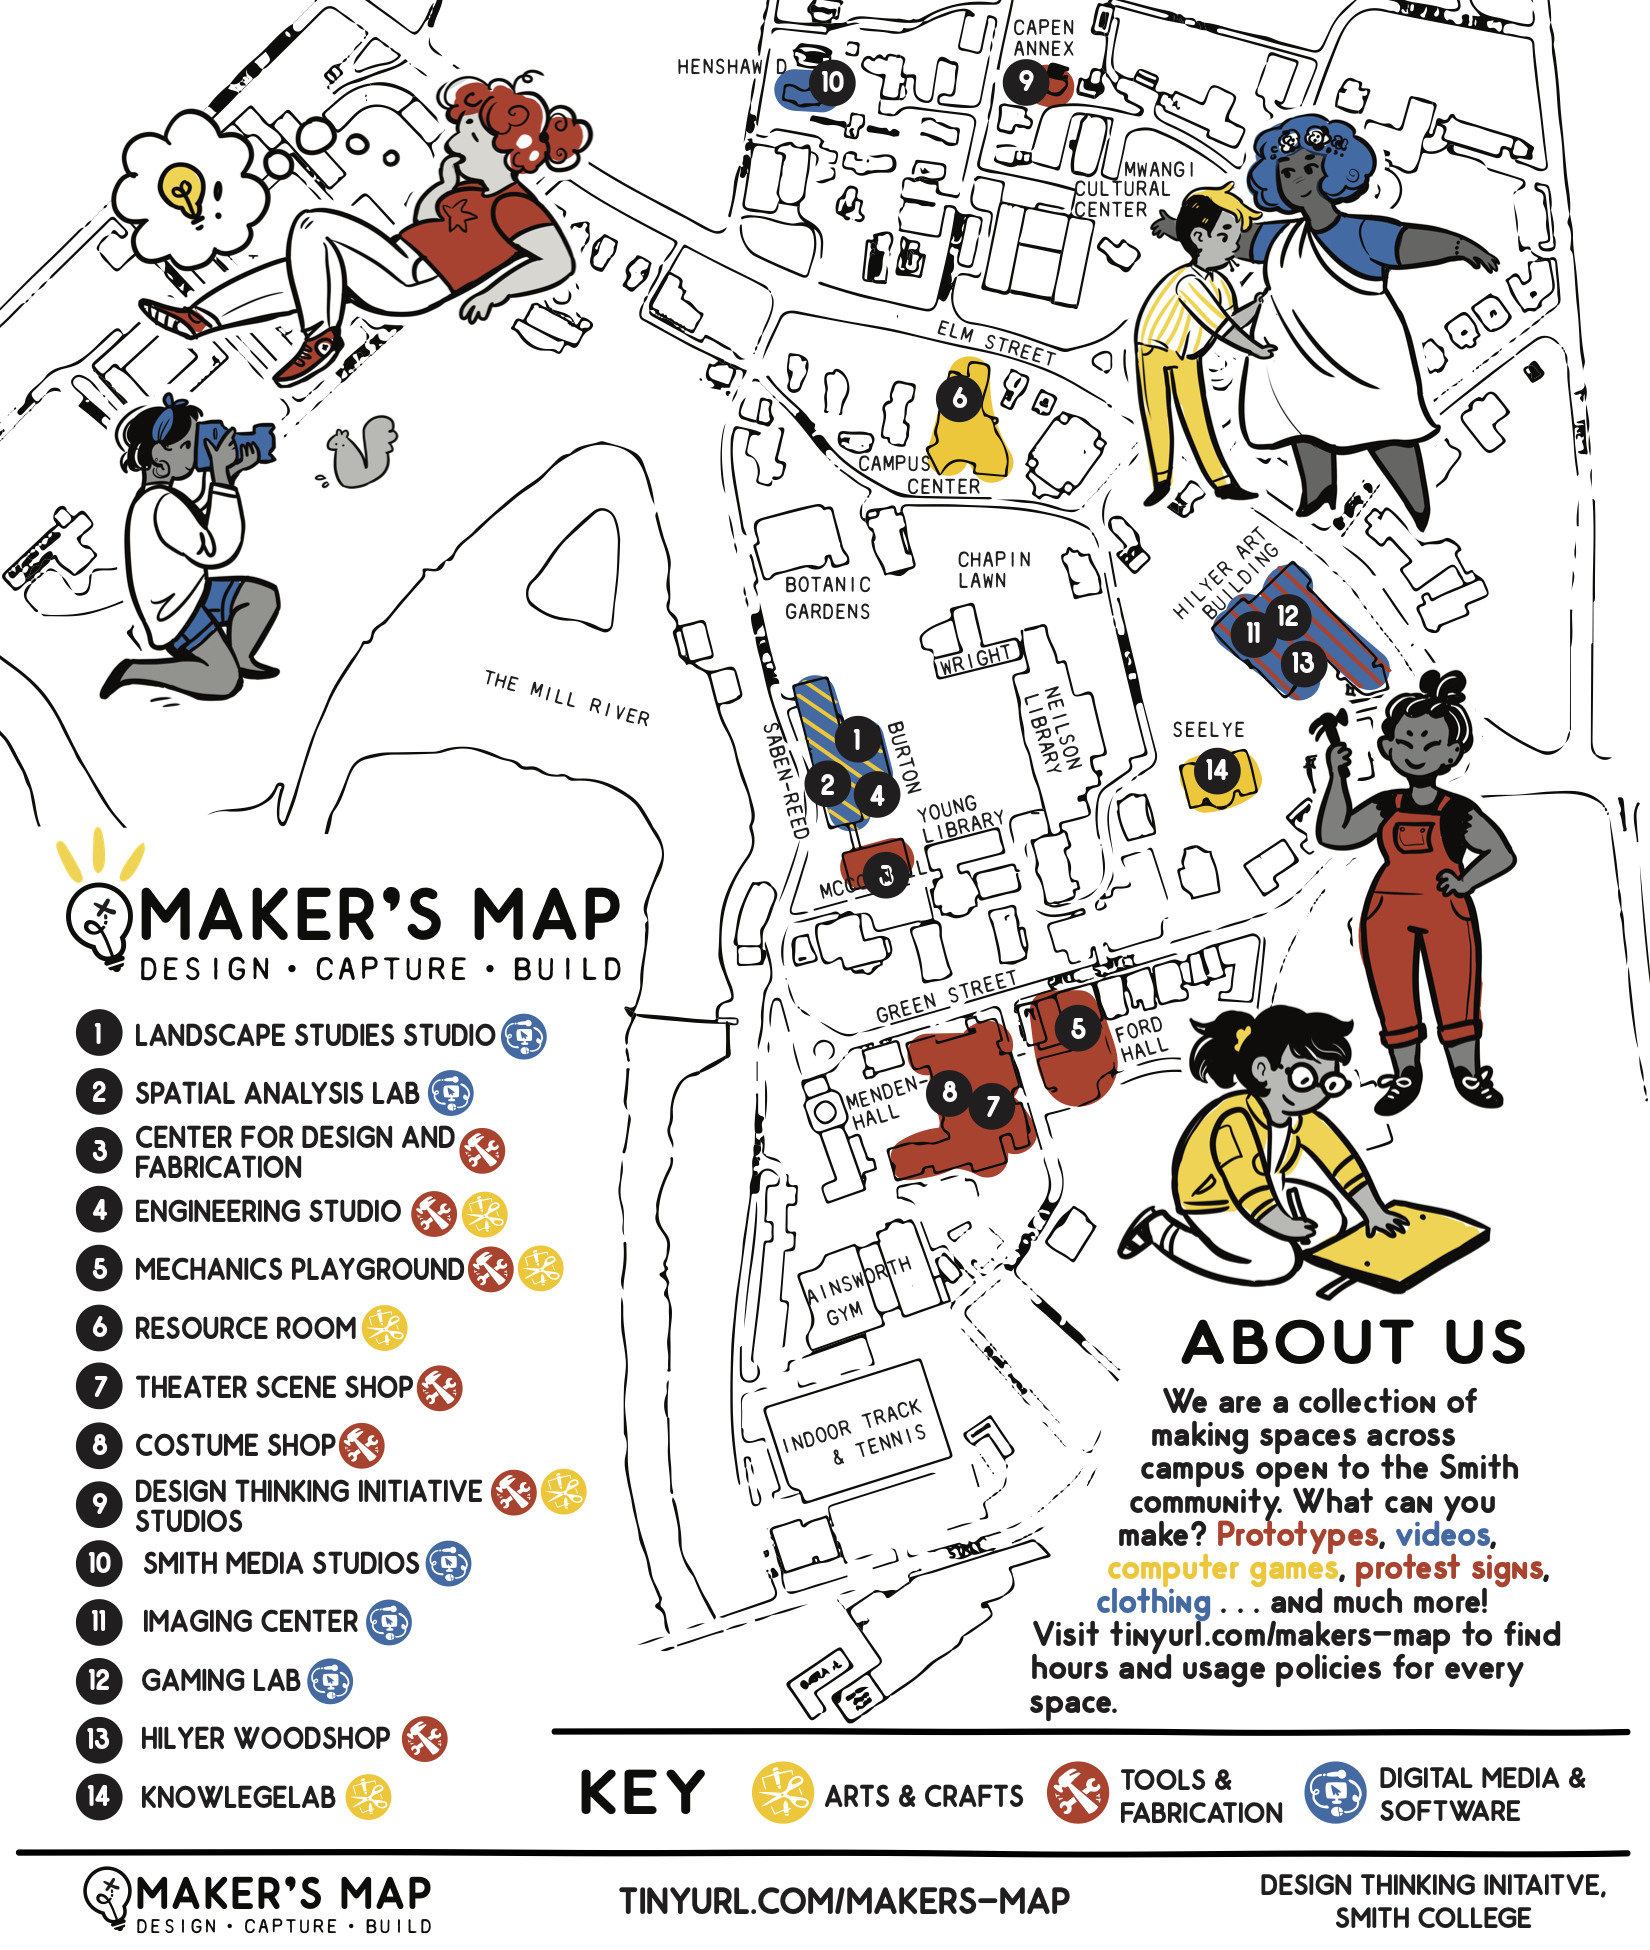 HENSHAW D
10
CAPEN
ANNEX
9
MWANGI
CULTURAL
CENTER
ELM STREET
6
CAMPUS
CENTER
BOTANIC
GARDENS
CHAPIN
LAWN
HILYER ART
BUILDING
11
12
13
WRIGHT
NEILSON
LIBRARY
THE MILL RIVER
SABEN-REED
BURTON
1
2
4
SEELYE
14
YOUNG
LIBRARY
3
GREEN STREET
5
FORD
HALL
MENDEN-
HALL
8
7
AINSWORTH
GYM
INDOOR TRACK
& TENNIS
MAKER'S MAP
DESIGN • CAPTURE • BUILD
1 LANDSCAPE STUDIES STUDIO
2 SPATIAL ANALYSIS LAB
3 CENTER FOR DESIGN AND
FABRICATION
4 ENGINEERING STUDIO
5 MECHANICS PLAYGROUND
6 RESOURCE ROOM
7 THEATER SCENE SHOP
8 COSTUME SHOP
9 DESIGN THINKING INITIATIVE
STUDIOS
10 SMITH MEDIA STUDIOS
11 IMAGING CENTER
12 GAMING LAB
13 HILYER WOODSHOP
14 KNOWLEGELAB
ABOUT US
We are a collection of
making spaces across
campus open to the Smith
community. What can you
make? Prototypes, videos,
computer games, protest signs,
clothing . . . and much more!
Visit tinyurl.com/makers-map to find
hours and usage policies for every
space.
KEY
ARTS & CRAFTS
TOOLS &
FABRICATION
DIGITAL MEDIA &
SOFTWARE
MAKER'S MAP
DESIGN • CAPTURE • BUILD
TINYURL.COM/MAKERS-MAP
DESIGN THINKING INITAITVE,
SMITH COLLEGE